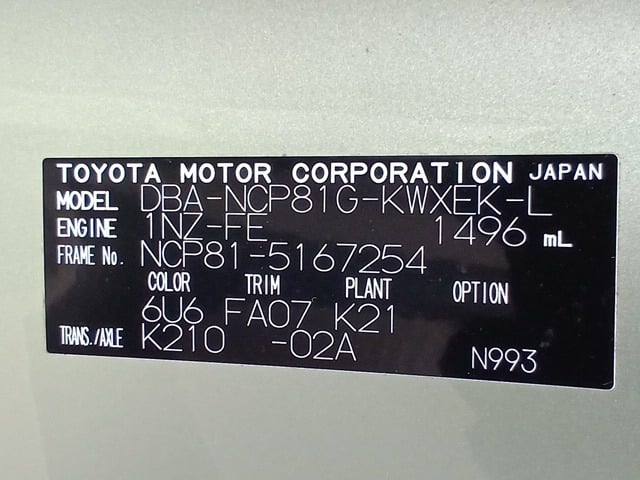 TOYOTA MOTOR CORPORATION JAPAN
MODEL DBA-NCP81G-KWXEK-L
ENGINE 1NZ-FE 1496 mL
FRAME No. NCP81-5167254
COLOR TRIM PLANT OPTION
6U6 FA07 K21
TRANS./AXLE K210 -02A N993